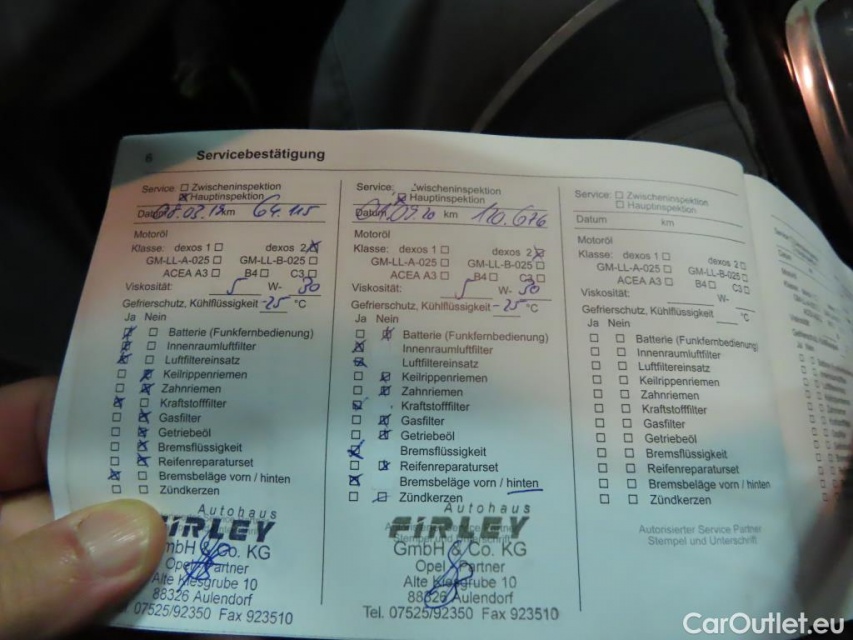 6 Servicebestätigung
Service: Zwischeninspektion
Hauptinspektion
Datum km 64.115
Motoröl
Klasse: dexos 1 dexos 2
GM-LL-A-025 GM-LL-B-025
ACEA A3 B4 C3
Viskosität: 5 W- 30
Gefrierschutz, Kühlflüssigkeit -25 °C
Ja Nein
Batterie (Funkfernbedienung)
Innenraumluftfilter
Luftfiltereinsatz
Keilrippenriemen
Zahnriemen
Kraftstofffilter
Gasfilter
Getriebeöl
Bremsflüssigkeit
Reifenreparaturset
Bremsbeläge vorn / hinten
Zündkerzen
Autohaus
EIRLEY
GmbH & Co. KG
Opel Partner
Alte Kiesgrube 10
88326 Aulendorf
Tel. 07525/92350 Fax 923510
Service: Zwischeninspektion
Hauptinspektion
Datum km 110.676
Motoröl
Klasse: dexos 1 dexos 2
GM-LL-A-025 GM-LL-B-025
ACEA A3 B4 C3
Viskosität: 5 W- 30
Gefrierschutz, Kühlflüssigkeit -25 °C
Ja Nein
Batterie (Funkfernbedienung)
Innenraumluftfilter
Luftfiltereinsatz
Keilrippenriemen
Zahnriemen
Kraftstofffilter
Gasfilter
Getriebeöl
Bremsflüssigkeit
Reifenreparaturset
Bremsbeläge vorn / hinten
Zündkerzen
Autohaus
EIRLEY
GmbH & Co. KG
Opel Partner
Alte Kiesgrube 10
88326 Aulendorf
Tel. 07525/92350 Fax 923510
Service: Zwischeninspektion
Hauptinspektion
Datum km
Motoröl
Klasse: dexos 1 dexos 2
GM-LL-A-025 GM-LL-B-025
ACEA A3 B4 C3
Viskosität: W-
Gefrierschutz, Kühlflüssigkeit °C
Ja Nein
Batterie (Funkfernbedienung)
Innenraumluftfilter
Luftfiltereinsatz
Keilrippenriemen
Zahnriemen
Kraftstofffilter
Gasfilter
Getriebeöl
Bremsflüssigkeit
Reifenreparaturset
Bremsbeläge vorn / hinten
Zündkerzen
Autorisierter Service Partner
Stempel und Unterschrift
CarOutlet.eu